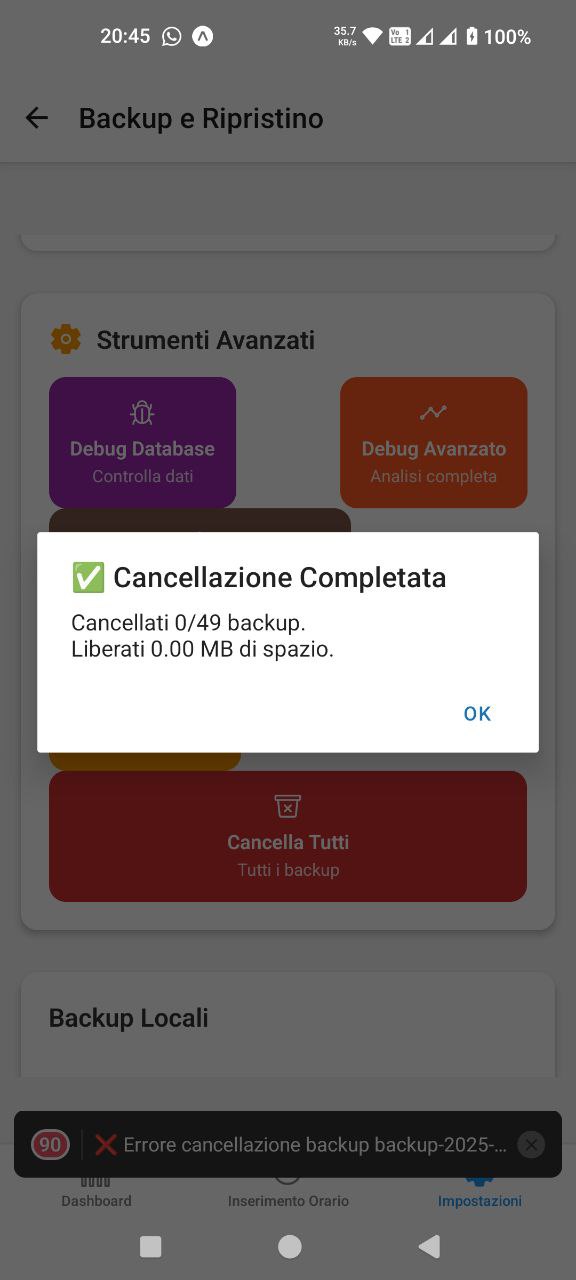 20:45
35.7
KB/s
Vo 1
LTE 2
100%
Backup e Ripristino
Strumenti Avanzati
Debug Database
Controlla dati
Debug Avanzato
Analisi completa
✅ Cancellazione Completata
Cancellati 0/49 backup.
Liberati 0.00 MB di spazio.
OK
Cancella Tutti
Tutti i backup
Backup Locali
90
❌ Errore cancellazione backup backup-2025-...
Dashboard
Inserimento Orario
Impostazioni